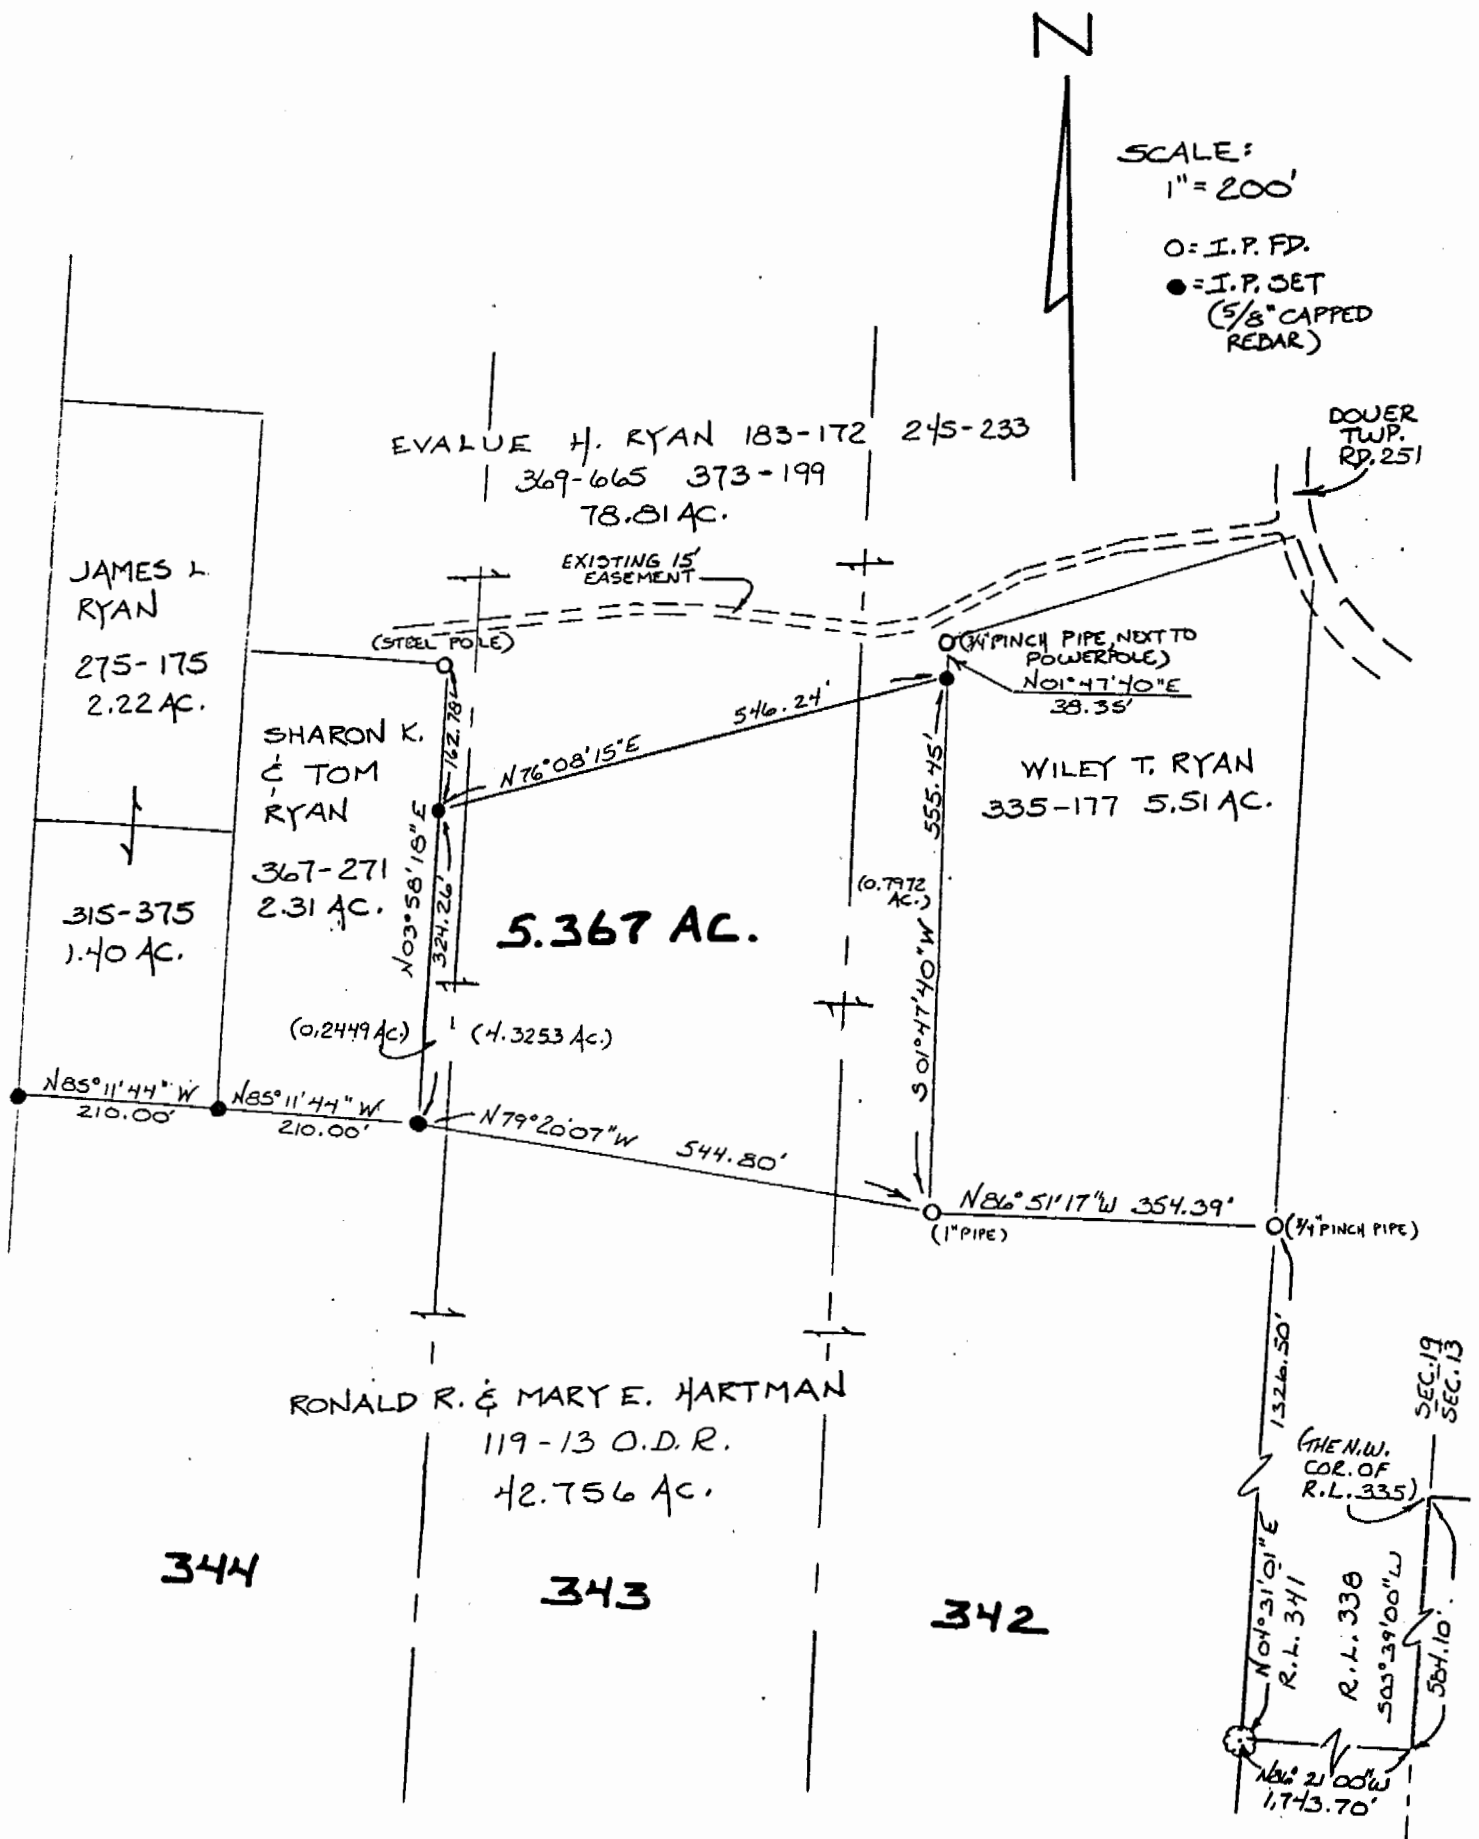 N
SCALE:
1" = 200'
O = I.P. FD.
● = I.P. SET
(5/8" CAPPED
REBAR)
DOVER
TWP.
RD. 251
EVALUE H. RYAN 183-172 245-233
369-665 373-199
78.81 AC.
EXISTING 15'
EASEMENT
JAMES L.
RYAN
275-175
2.22 AC.
(STEEL POLE)
(3/4" PINCH PIPE, NEXT TO
POWERPOLE)
N01°47'40"E
38.35'
162.78'
546.24'
N76°08'15"E
SHARON K.
& TOM
RYAN
367-271
2.31 AC.
WILEY T. RYAN
335-177 5.51 AC.
555.45'
S01°47'40"W
(0.7972
AC.)
N03°58'18"E
324.26'
315-375
1.40 AC.
5.367 AC.
(0.2449 AC.)
(4.3253 AC.)
N85°11'44"W
210.00'
N85°11'44"W
210.00'
N79°20'07"W 544.80'
N86°51'17"W 354.39'
(1" PIPE)
(3/4" PINCH PIPE)
1326.50'
SEC. 19
SEC. 13
RONALD R. & MARY E. HARTMAN
119-13 O.D.R.
42.756 AC.
(THE N.W.
COR. OF
R.L. 335)
344
343
342
N04°31'01"E
R.L. 341
R.L. 338
S03°39'00"W
584.10'
N86°21'00"W
1,743.70'